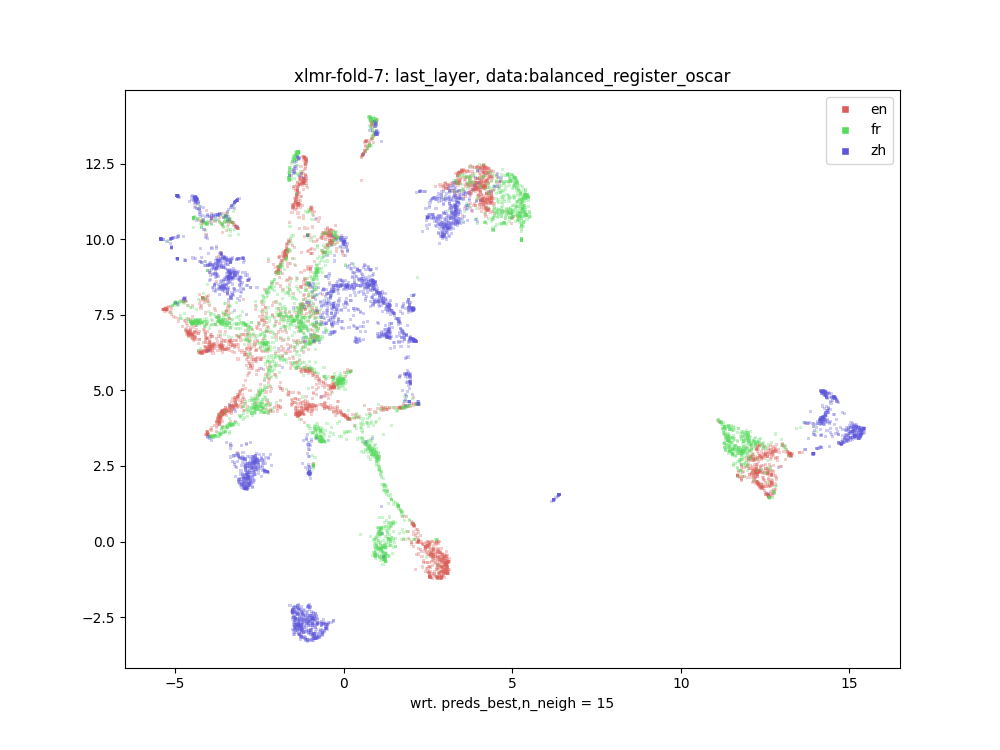 xlmr-fold-7: last_layer, data:balanced_register_oscar
en
fr
zh
12.5
10.0
7.5
5.0
2.5
0.0
−2.5
−5 0 5 10 15
wrt. preds_best,n_neigh = 15